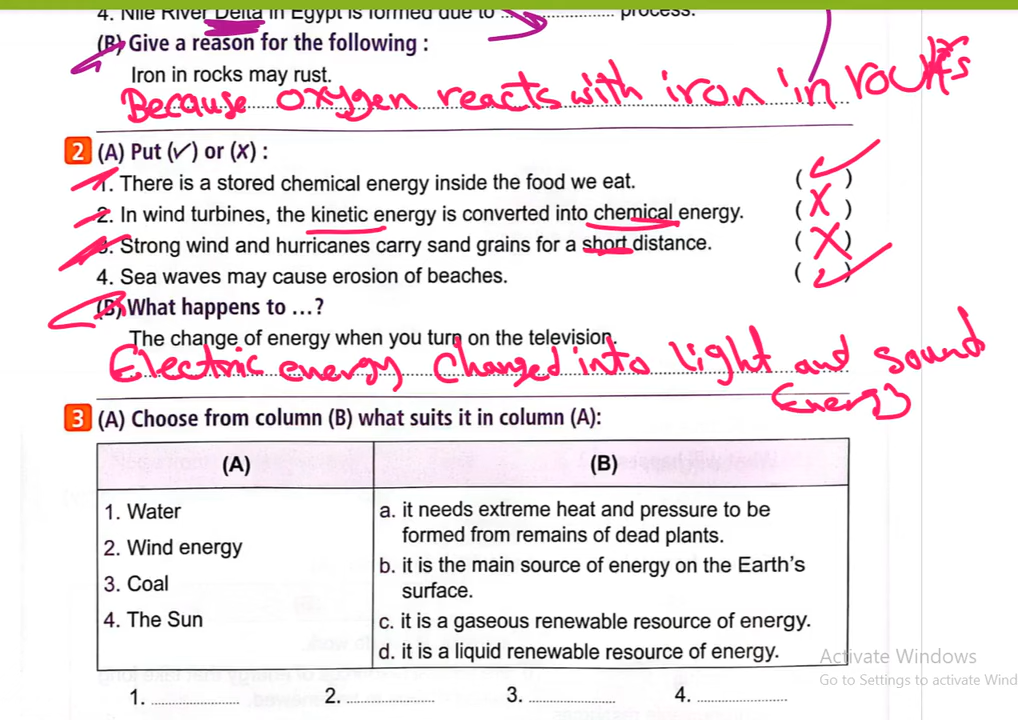 4. Nile River Delta in Egypt is formed due to ................ process.
(B) Give a reason for the following :
Iron in rocks may rust.
Because oxygen reacts with iron in rocks
2 (A) Put (✓) or (X) :
1. There is a stored chemical energy inside the food we eat. ( ✓ )
2. In wind turbines, the kinetic energy is converted into chemical energy. ( X )
3. Strong wind and hurricanes carry sand grains for a short distance. ( X )
4. Sea waves may cause erosion of beaches. ( ✓ )
(B) What happens to ...?
The change of energy when you turn on the television.
Electric energy changed into light and sound
Energy
3 (A) Choose from column (B) what suits it in column (A):
(A) (B)
1. Water
2. Wind energy
3. Coal
4. The Sun
a. it needs extreme heat and pressure to be
formed from remains of dead plants.
b. it is the main source of energy on the Earth's
surface.
c. it is a gaseous renewable resource of energy.
d. it is a liquid renewable resource of energy.
1. ................ 2. ................ 3. ................ 4. ................
Activate Windows
Go to Settings to activate Wind